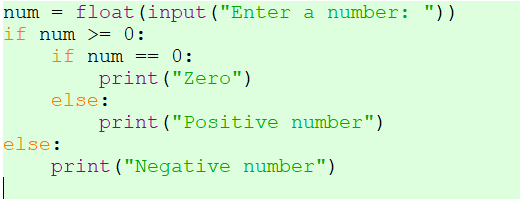 num = float(input("Enter a number: "))
if num >= 0:
    if num == 0:
        print("Zero")
    else:
        print("Positive number")
else:
    print("Negative number")